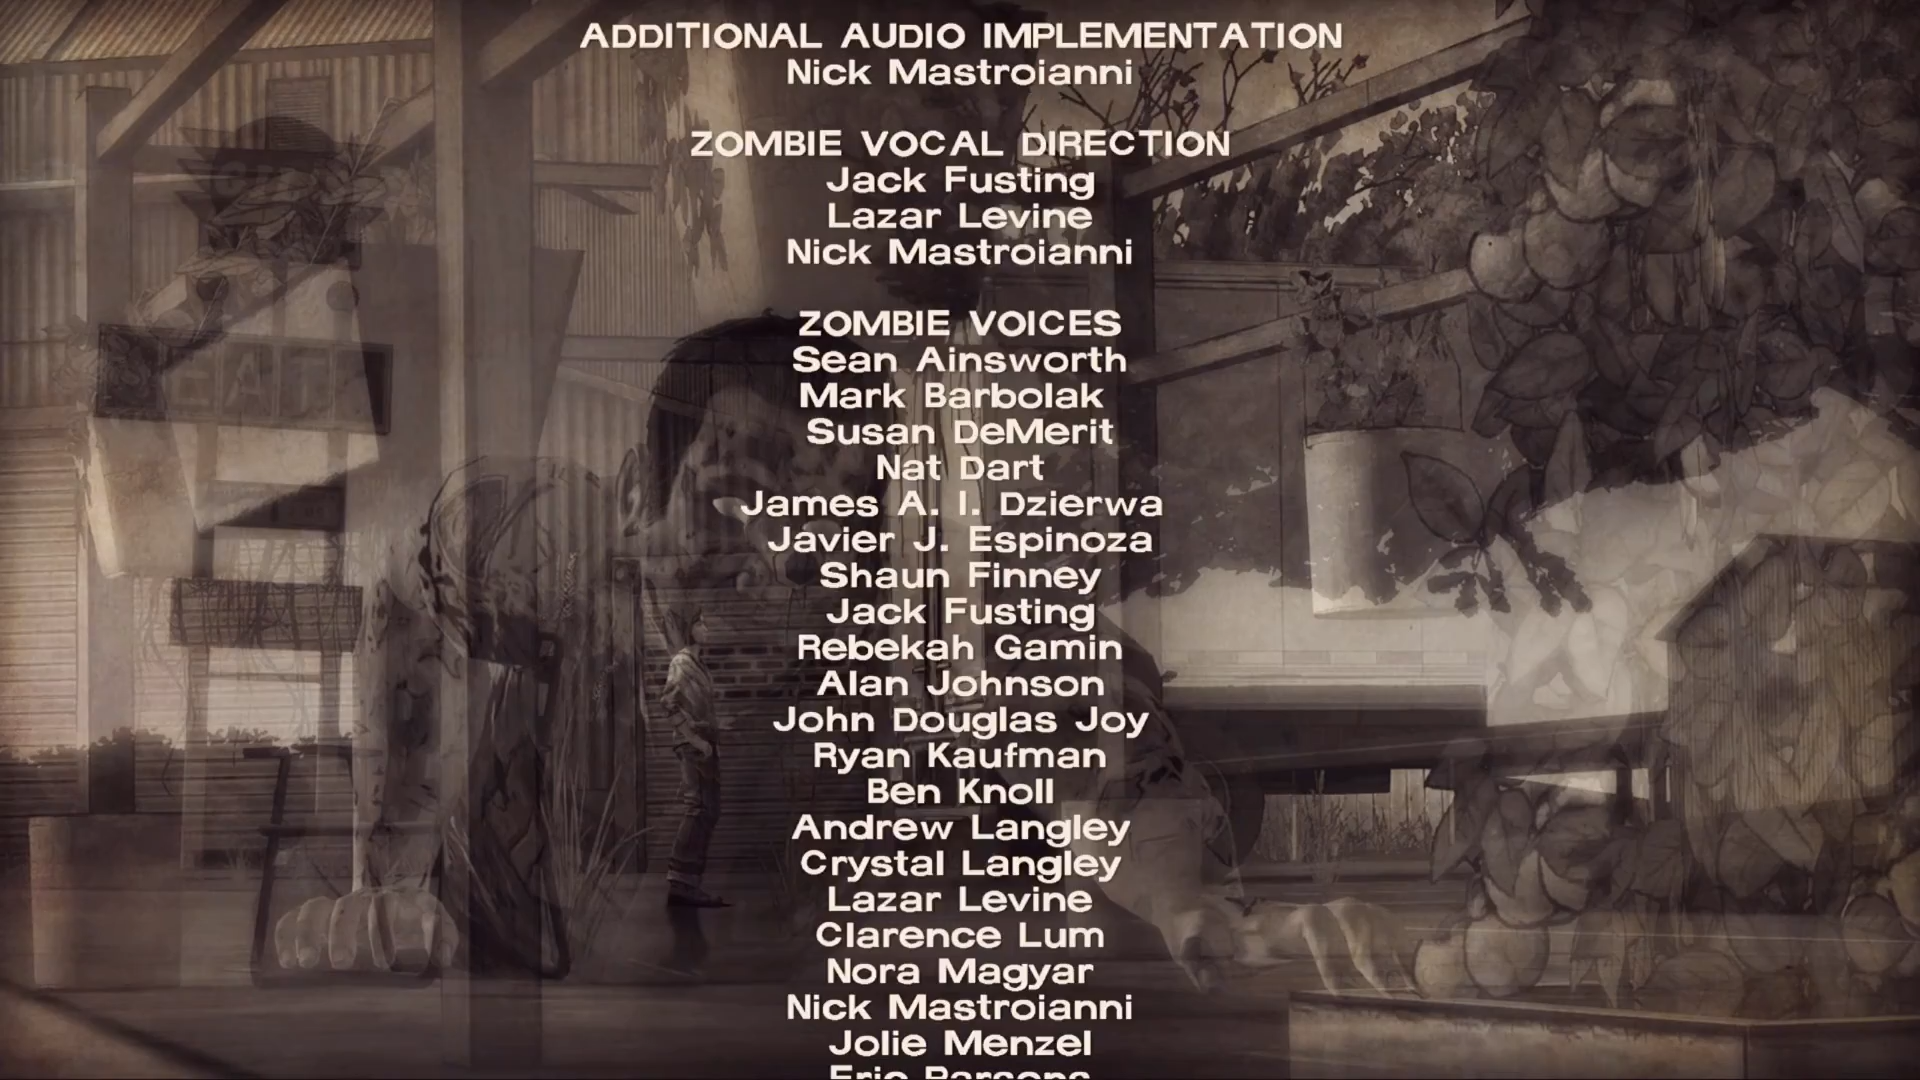 ADDITIONAL AUDIO IMPLEMENTATION
Nick Mastroianni
ZOMBIE VOCAL DIRECTION
Jack Fusting
Lazar Levine
Nick Mastroianni
ZOMBIE VOICES
Sean Ainsworth
Mark Barbolak
Susan DeMerit
Nat Dart
James A. I. Dzierwa
Javier J. Espinoza
Shaun Finney
Jack Fusting
Rebekah Gamin
Alan Johnson
John Douglas Joy
Ryan Kaufman
Ben Knoll
Andrew Langley
Crystal Langley
Lazar Levine
Clarence Lum
Nora Magyar
Nick Mastroianni
Jolie Menzel
Eric Parsons